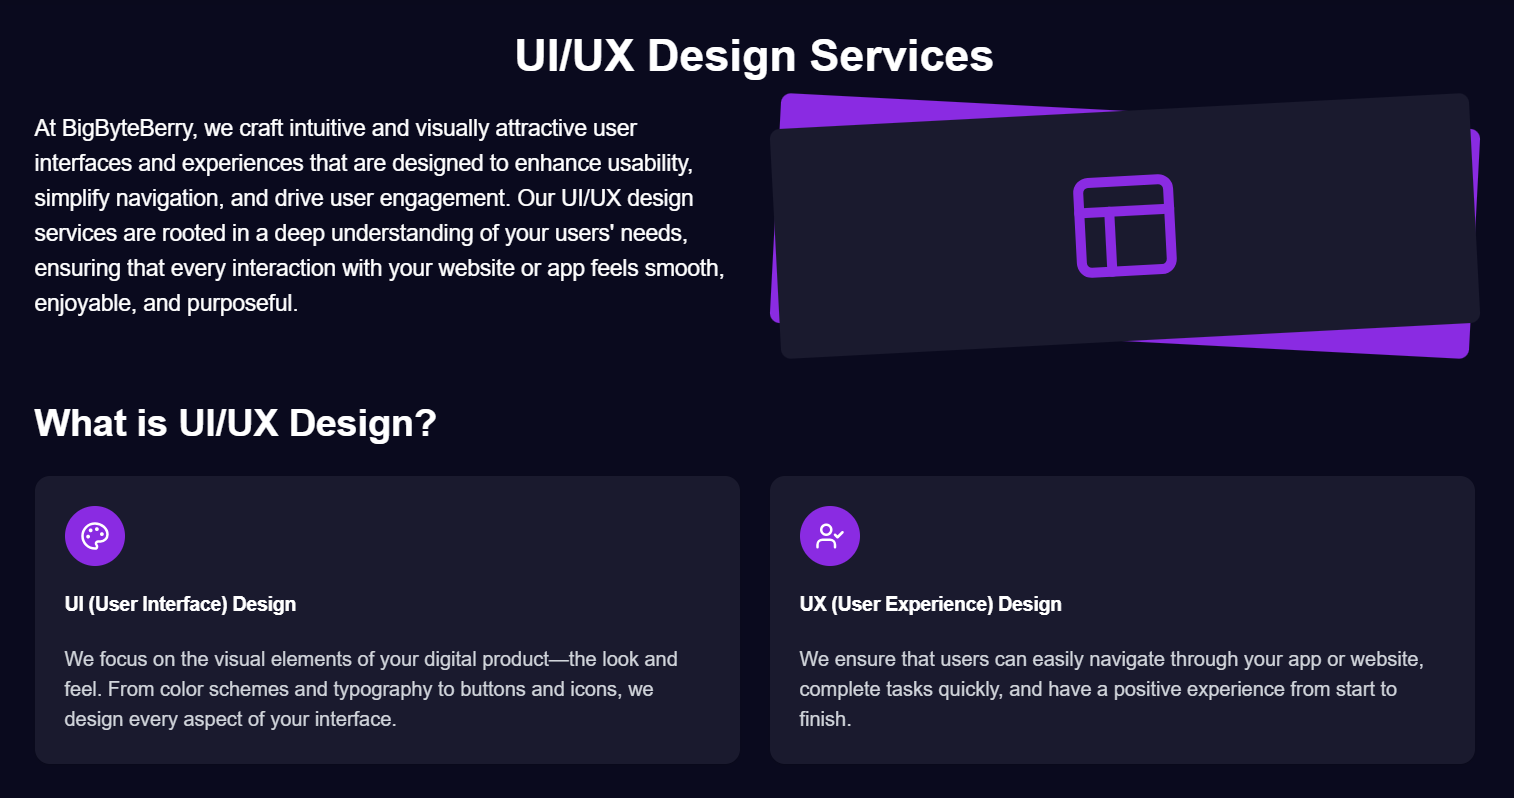 UI/UX Design Services
At BigByteBerry, we craft intuitive and visually attractive user
interfaces and experiences that are designed to enhance usability,
simplify navigation, and drive user engagement. Our UI/UX design
services are rooted in a deep understanding of your users' needs,
ensuring that every interaction with your website or app feels smooth,
enjoyable, and purposeful.
What is UI/UX Design?
UI (User Interface) Design
We focus on the visual elements of your digital product—the look and
feel. From color schemes and typography to buttons and icons, we
design every aspect of your interface.
UX (User Experience) Design
We ensure that users can easily navigate through your app or website,
complete tasks quickly, and have a positive experience from start to
finish.